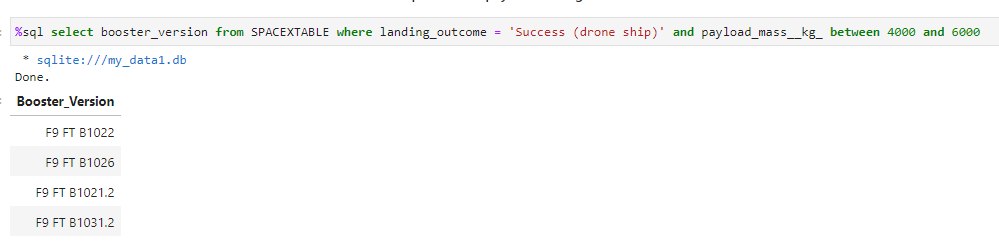 %sql select booster_version from SPACEXTABLE where landing_outcome = 'Success (drone ship)' and payload_mass__kg_ between 4000 and 6000
* sqlite:///my_data1.db
Done.
Booster_Version
F9 FT B1022
F9 FT B1026
F9 FT B1021.2
F9 FT B1031.2